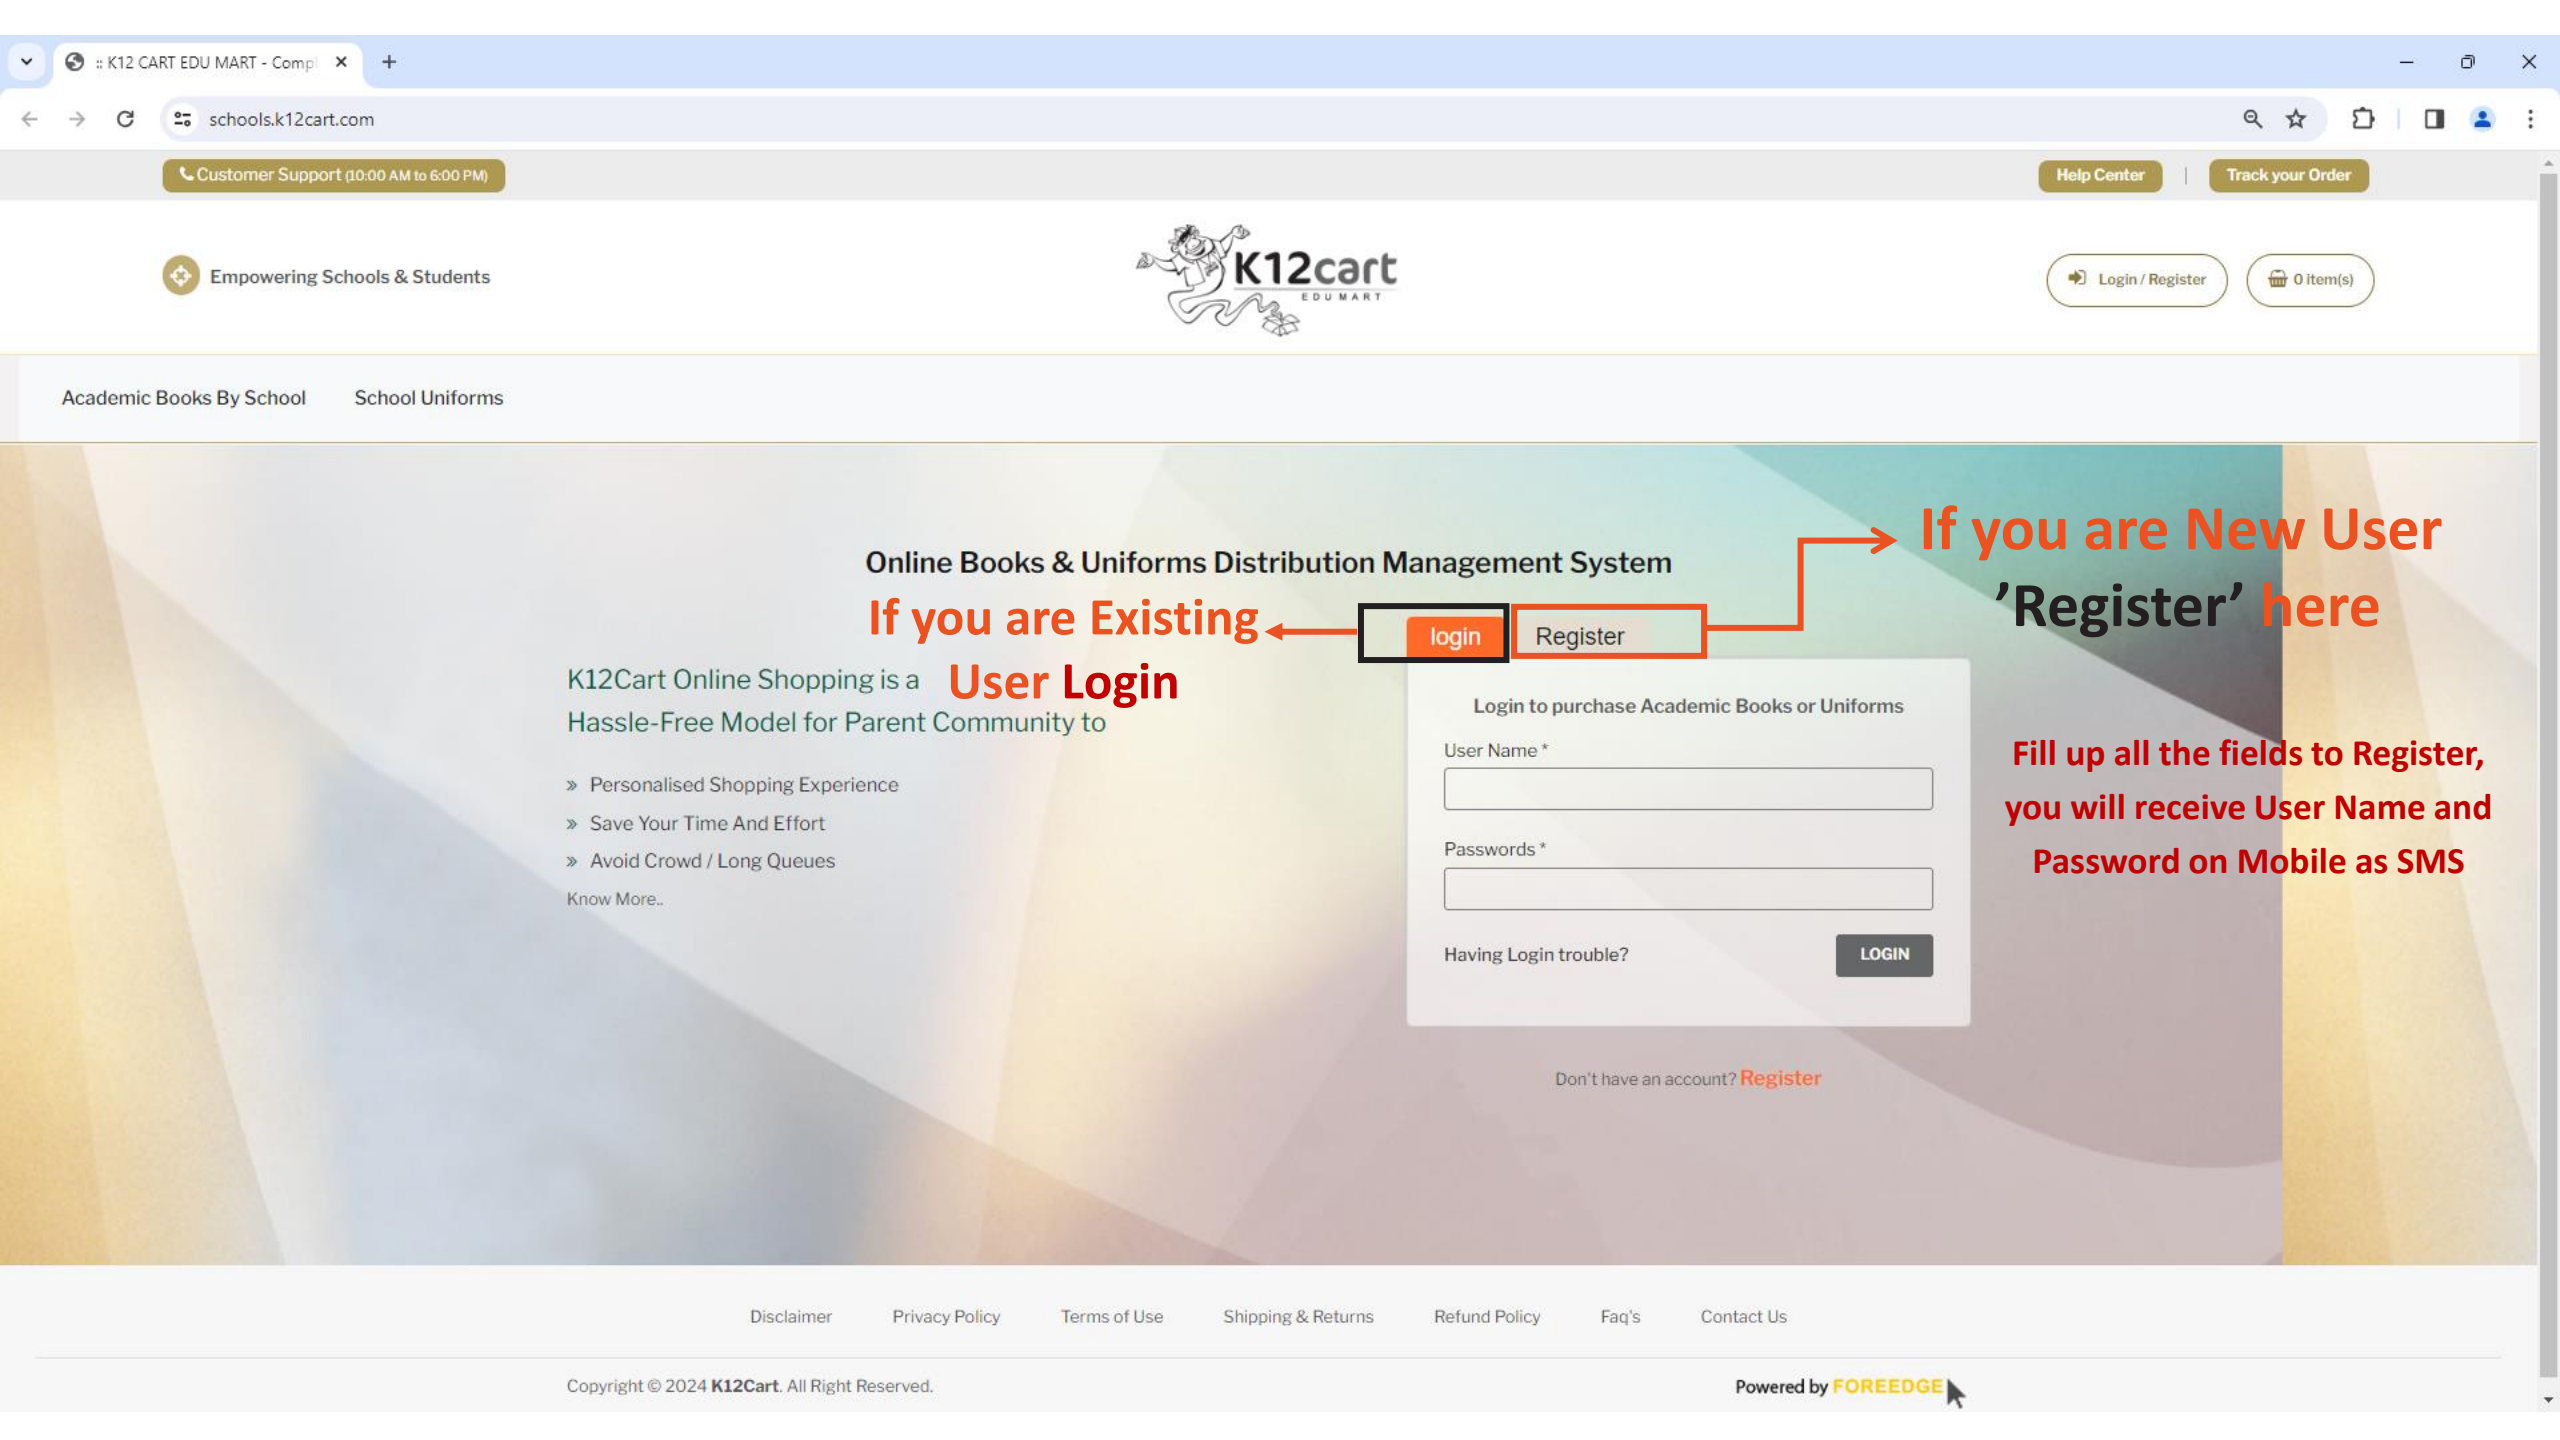 :: K12 CART EDU MART - Compl
schools.k12cart.com
Customer Support (10:00 AM to 6:00 PM)
Help Center | Track your Order
Empowering Schools & Students
K12cart
EDU MART
Login / Register
0 item(s)
Academic Books By School
School Uniforms
Online Books & Uniforms Distribution Management System
If you are Existing
User Login
login
Register
If you are New User
’Register’ here
K12Cart Online Shopping is a
Hassle-Free Model for Parent Community to
» Personalised Shopping Experience
» Save Your Time And Effort
» Avoid Crowd / Long Queues
Know More..
Login to purchase Academic Books or Uniforms
User Name *
Passwords *
Having Login trouble?
LOGIN
Don't have an account? Register
Fill up all the fields to Register,
you will receive User Name and
Password on Mobile as SMS
Disclaimer
Privacy Policy
Terms of Use
Shipping & Returns
Refund Policy
Faq's
Contact Us
Copyright © 2024 K12Cart. All Right Reserved.
Powered by FOREEDGE